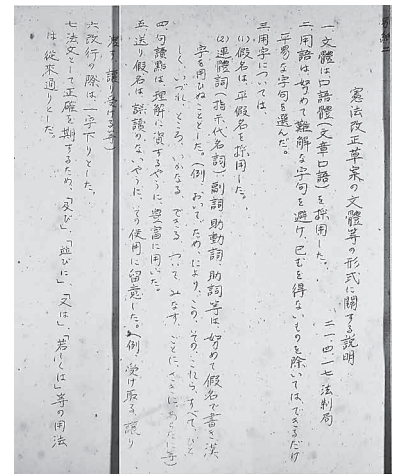 憲法改正草案の文體等の形式に關する説明
二一、四、一七 法制局
一 文體は口語體(文章口語)を採用した。
二 用語は努めて難解な字句を避け、已むを得ないものを除いては、できるだけ
平易な字句を選んだ。
三 用字については、
(1) 假名は平假名を採用した。
(2) 連體詞(指示代名詞)副詞、助動詞、助詞等は努めて假名で書き、漢
字を用ひぬこととした。(例、おいて、ため、により、この、その、これら、すべて、ひと
しく、いづれ、ところ、いかなる、できる、ついて、みなす、ごとに、
四 句讀點は、理解に資するやうに、豐富に用ひた。
五 送り假名は誤讀のないやうに、その使用に留意した。(例 受け取る、讓り
渡す、讓り受ける等)
六 改行の際は、一字下りとした。
七 法文として正確を期するため、「及び」、「竝びに」、「又は」、「若しくは」等の用法
は、從來通りとした。